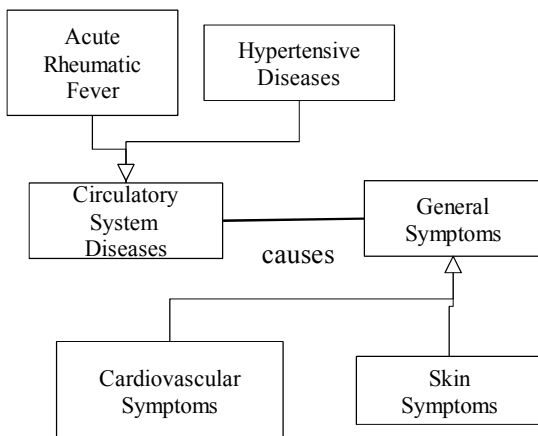 Acute
Rheumatic
Fever
Hypertensive
Diseases
Circulatory
System
Diseases
General
Symptoms
causes
Cardiovascular
Symptoms
Skin
Symptoms